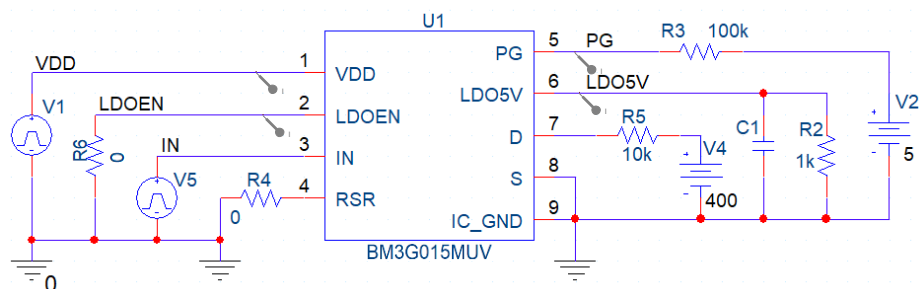 U1
VDD
V1
LDOEN
R6
0
IN
V5
R4
0
0
1
2
3
4
VDD
LDOEN
IN
RSR
PG
LDO5V
D
S
IC_GND
BM3G015MUV
5
6
7
8
9
PG
LDO5V
R3
100k
R5
10k
V4
400
C1
R2
1k
V2
5